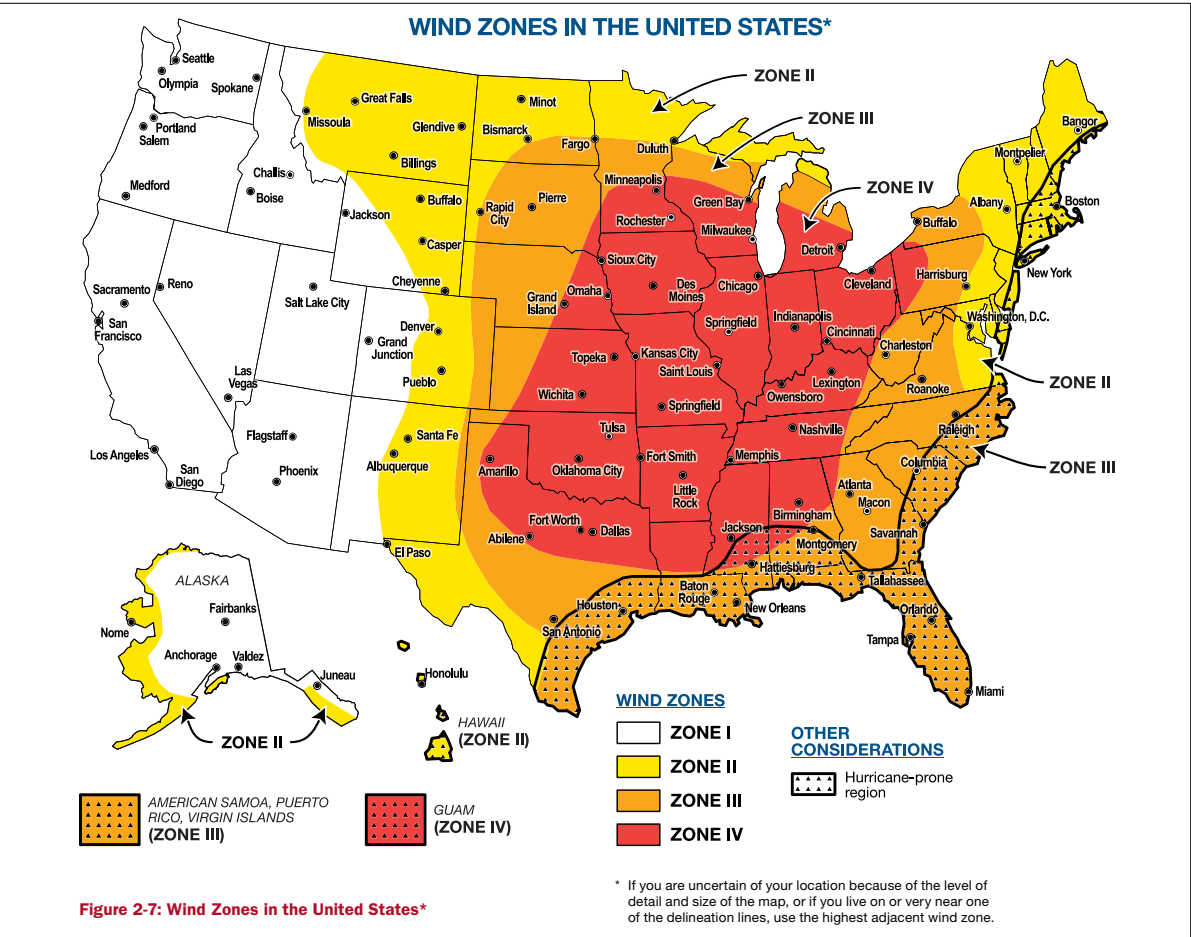 WIND ZONES IN THE UNITED STATES*
ZONE II
ZONE III
ZONE IV
Seattle
Olympia
Spokane
Portland
Salem
Medford
Challis
Boise
Missoula
Great Falls
Glendive
Billings
Minot
Bismarck
Fargo
Duluth
Minneapolis
Rochester
Green Bay
Milwaukee
Detroit
Bangor
Montpelier
Albany
Boston
Buffalo
New York
Jackson
Buffalo
Casper
Cheyenne
Rapid
City
Pierre
Sioux City
Omaha
Des
Moines
Chicago
Cleveland
Harrisburg
Washington, D.C.
Sacramento
Reno
San
Francisco
Salt Lake City
Denver
Grand
Junction
Pueblo
Grand
Island
Springfield
Indianapolis
Cincinnati
Charleston
ZONE II
Topeka
Kansas City
Saint Louis
Lexington
Owensboro
Roanoke
Las
Vegas
Wichita
Springfield
Nashville
Raleigh
Flagstaff
Santa Fe
Albuquerque
Tulsa
Los Angeles
San
Diego
Phoenix
Amarillo
Oklahoma City
Fort Smith
Memphis
Columbia
ZONE III
Little
Rock
Atlanta
Macon
Birmingham
Fort Worth
Dallas
Abilene
Jackson
Montgomery
Savannah
El Paso
Hattiesburg
Tallahassee
Baton
Rouge
New Orleans
Houston
San Antonio
Orlando
Tampa
Miami
ALASKA
Fairbanks
Nome
Anchorage
Valdez
Juneau
ZONE II
Honolulu
HAWAII
(ZONE II)
WIND ZONES
ZONE I
ZONE II
ZONE III
ZONE IV
OTHER
CONSIDERATIONS
Hurricane-prone
region
AMERICAN SAMOA, PUERTO
RICO, VIRGIN ISLANDS
(ZONE III)
GUAM
(ZONE IV)
* If you are uncertain of your location because of the level of
detail and size of the map, or if you live on or very near one
of the delineation lines, use the highest adjacent wind zone.
Figure 2-7: Wind Zones in the United States*